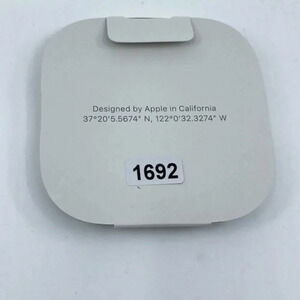 Designed by Apple in California
37°20'5.5674" N, 122°0'32.3274" W
1692